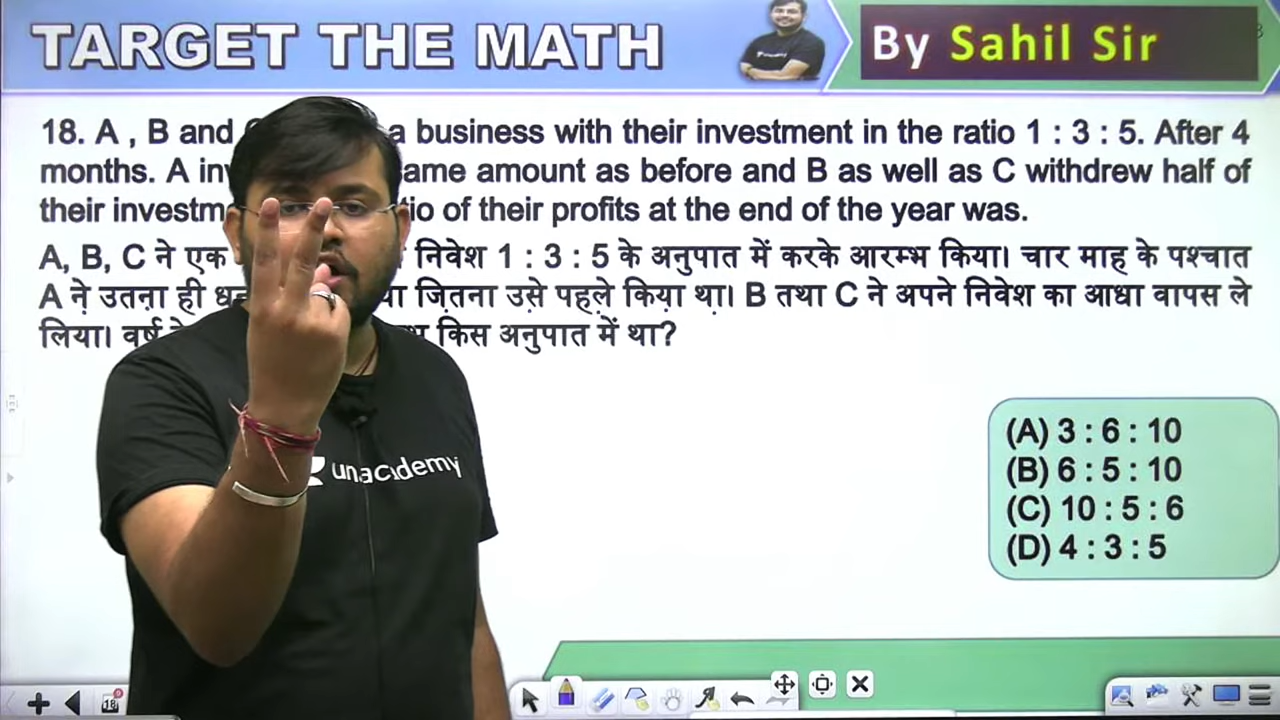 TARGET THE MATH
By Sahil Sir
18. A , B and a business with their investment in the ratio 1 : 3 : 5. After 4
months. A ame amount as before and B as well as C withdrew half of
their of their profits at the end of the year was.
A, B, C ने एक निवेश 1 : 3 : 5 के अनुपात में करके आरम्भ किया। चार माह के पश्चात
A ने उतना ही जितना उसे पहले किया था। B तथा C ने अपने निवेश का आधा वापस ले
लिया। वर्ष किस अनुपात में था?
(A) 3 : 6 : 10
(B) 6 : 5 : 10
(C) 10 : 5 : 6
(D) 4 : 3 : 5
unacademy
18